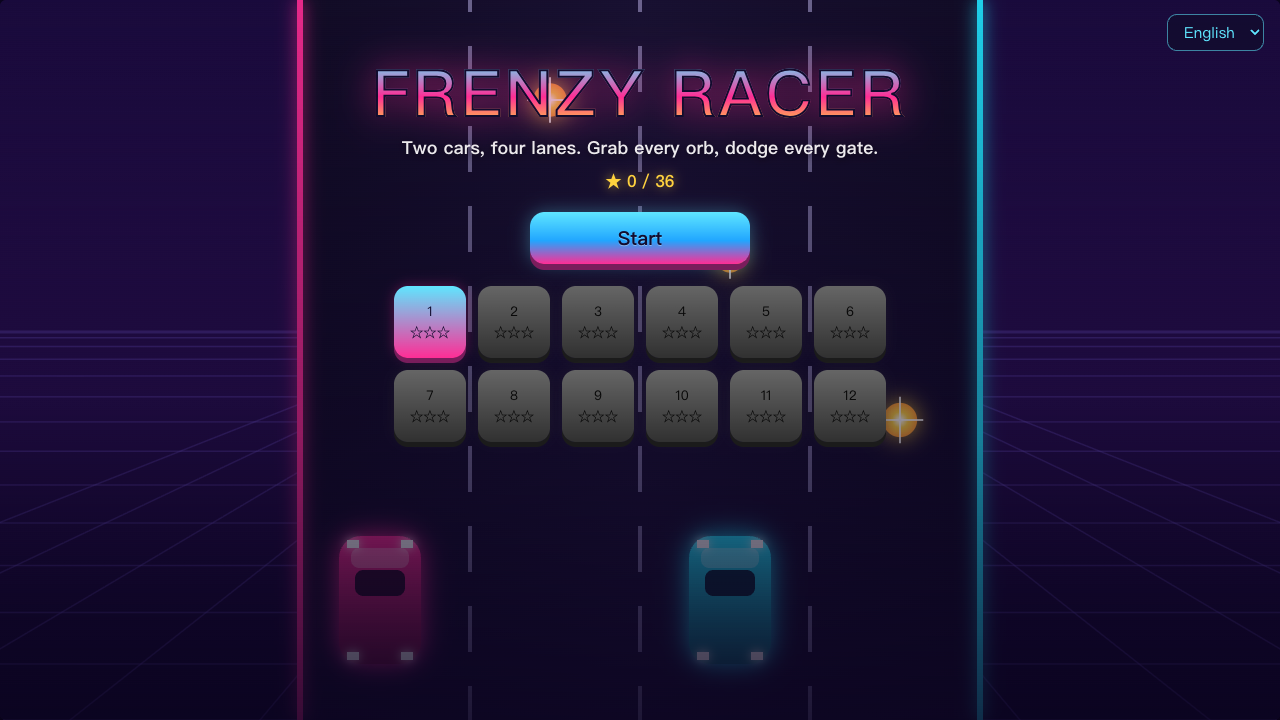 English
FRENZY RACER
Two cars, four lanes. Grab every orb, dodge every gate.
★ 0 / 36
Start
1 2 3 4 5 6
☆☆☆ ☆☆☆ ☆☆☆ ☆☆☆ ☆☆☆ ☆☆☆
7 8 9 10 11 12
☆☆☆ ☆☆☆ ☆☆☆ ☆☆☆ ☆☆☆ ☆☆☆